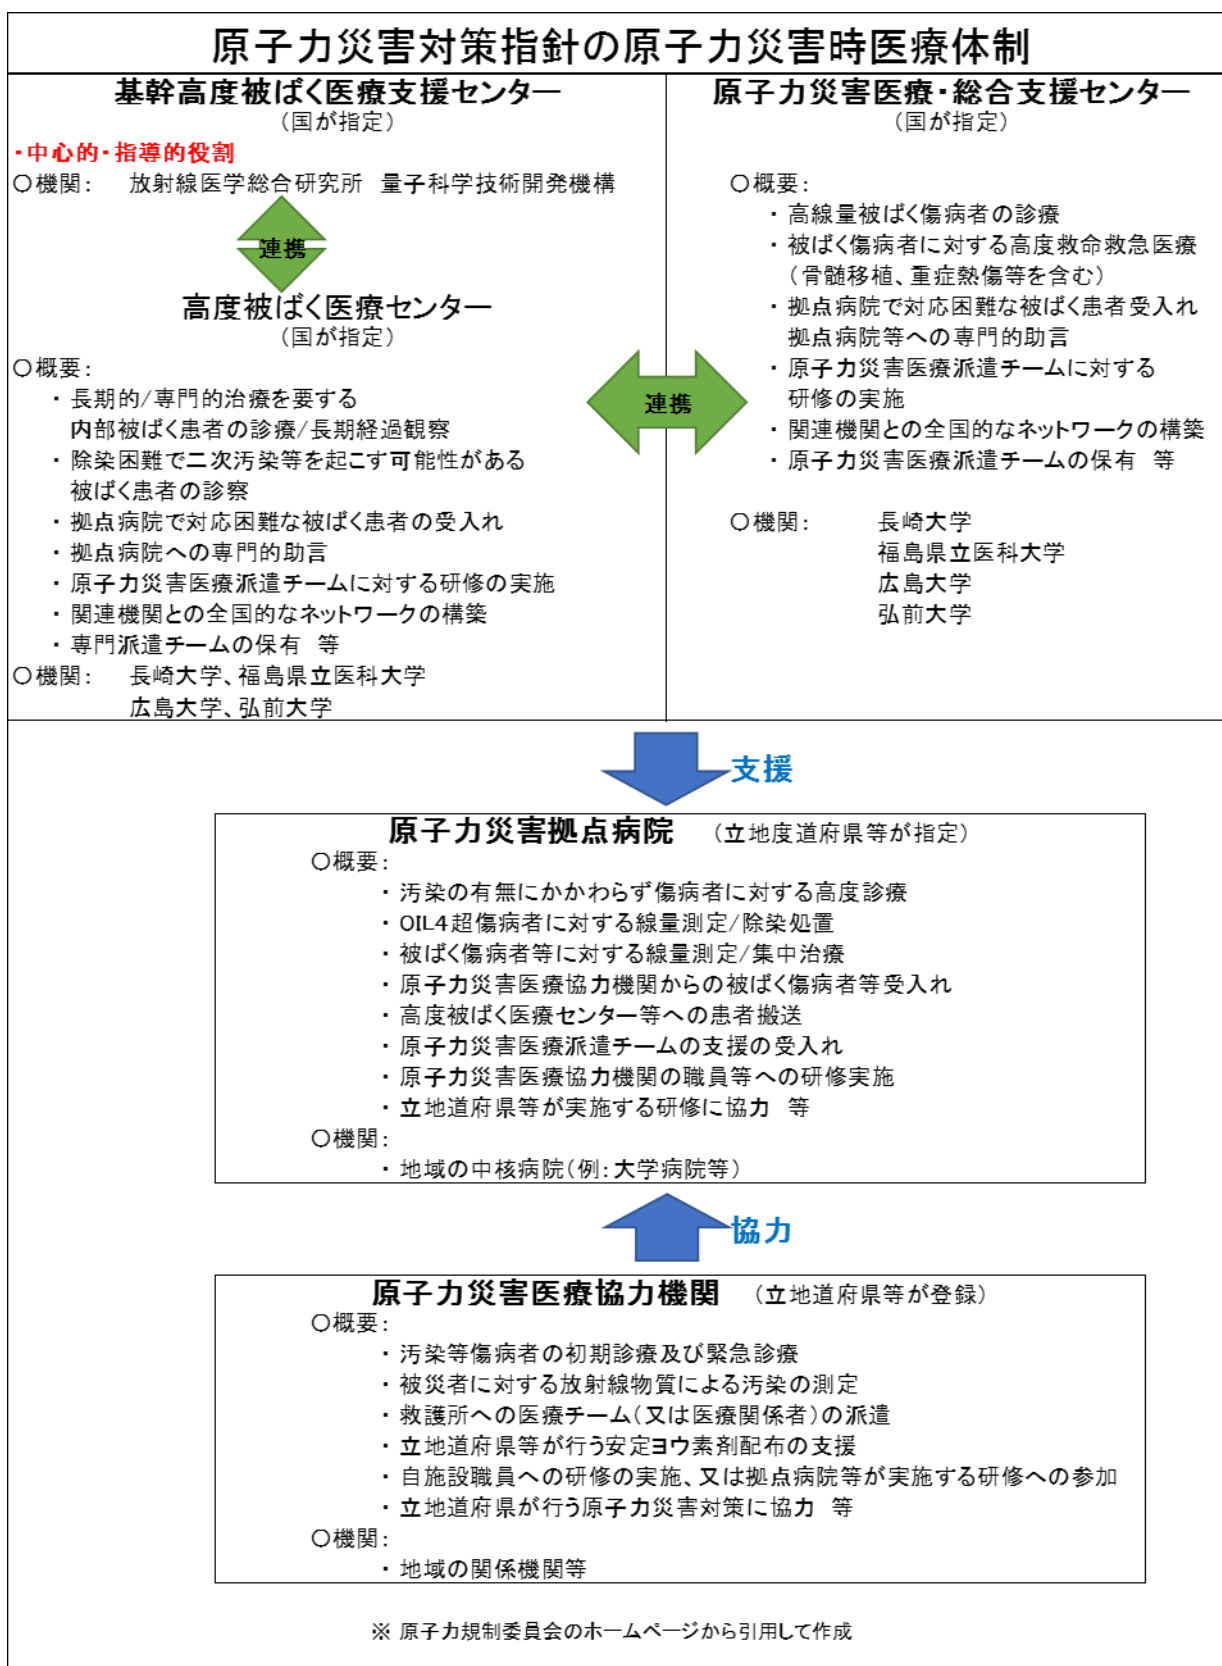 原子力災害対策指針の原子力災害時医療体制
基幹高度被ばく医療支援センター
(国が指定)
・中心的・指導的役割
〇機関： 放射線医学総合研究所 量子科学技術開発機構
連携
高度被ばく医療センター
(国が指定)
〇概要：
・長期的/専門的治療を要する
内部被ばく患者の診療/長期経過観察
・除染困難で二次汚染等を起こす可能性がある
被ばく患者の診察
・拠点病院で対応困難な被ばく患者の受入れ
・拠点病院への専門的助言
・原子力災害医療派遣チームに対する研修の実施
・関連機関との全国的なネットワークの構築
・専門派遣チームの保有 等
〇機関： 長崎大学、福島県立医科大学
広島大学、弘前大学
連携
原子力災害医療・総合支援センター
(国が指定)
〇概要：
・高線量被ばく傷病者の診療
・被ばく傷病者に対する高度救命救急医療
(骨髄移植、重症熱傷等を含む)
・拠点病院で対応困難な被ばく患者受入れ
拠点病院等への専門的助言
・原子力災害医療派遣チームに対する
研修の実施
・関連機関との全国的なネットワークの構築
・原子力災害医療派遣チームの保有 等
〇機関： 長崎大学
福島県立医科大学
広島大学
弘前大学
支援
原子力災害拠点病院 (立地度道府県等が指定)
〇概要：
・汚染の有無にかかわらず傷病者に対する高度診療
・OIL4超傷病者に対する線量測定/除染処置
・被ばく傷病者等に対する線量測定/集中治療
・原子力災害医療協力機関からの被ばく傷病者等受入れ
・高度被ばく医療センター等への患者搬送
・原子力災害医療派遣チームの支援の受入れ
・原子力災害医療協力機関の職員等への研修実施
・立地道府県等が実施する研修に協力 等
〇機関：
・地域の中核病院(例：大学病院等)
協力
原子力災害医療協力機関 (立地道府県等が登録)
〇概要：
・汚染等傷病者の初期診療及び緊急診療
・被災者に対する放射線物質による汚染の測定
・救護所への医療チーム(又は医療関係者)の派遣
・立地道府県等が行う安定ヨウ素剤配布の支援
・自施設職員への研修の実施、又は拠点病院等が実施する研修への参加
・立地道府県が行う原子力災害対策に協力 等
〇機関：
・地域の関係機関等
※ 原子力規制委員会のホームページから引用して作成